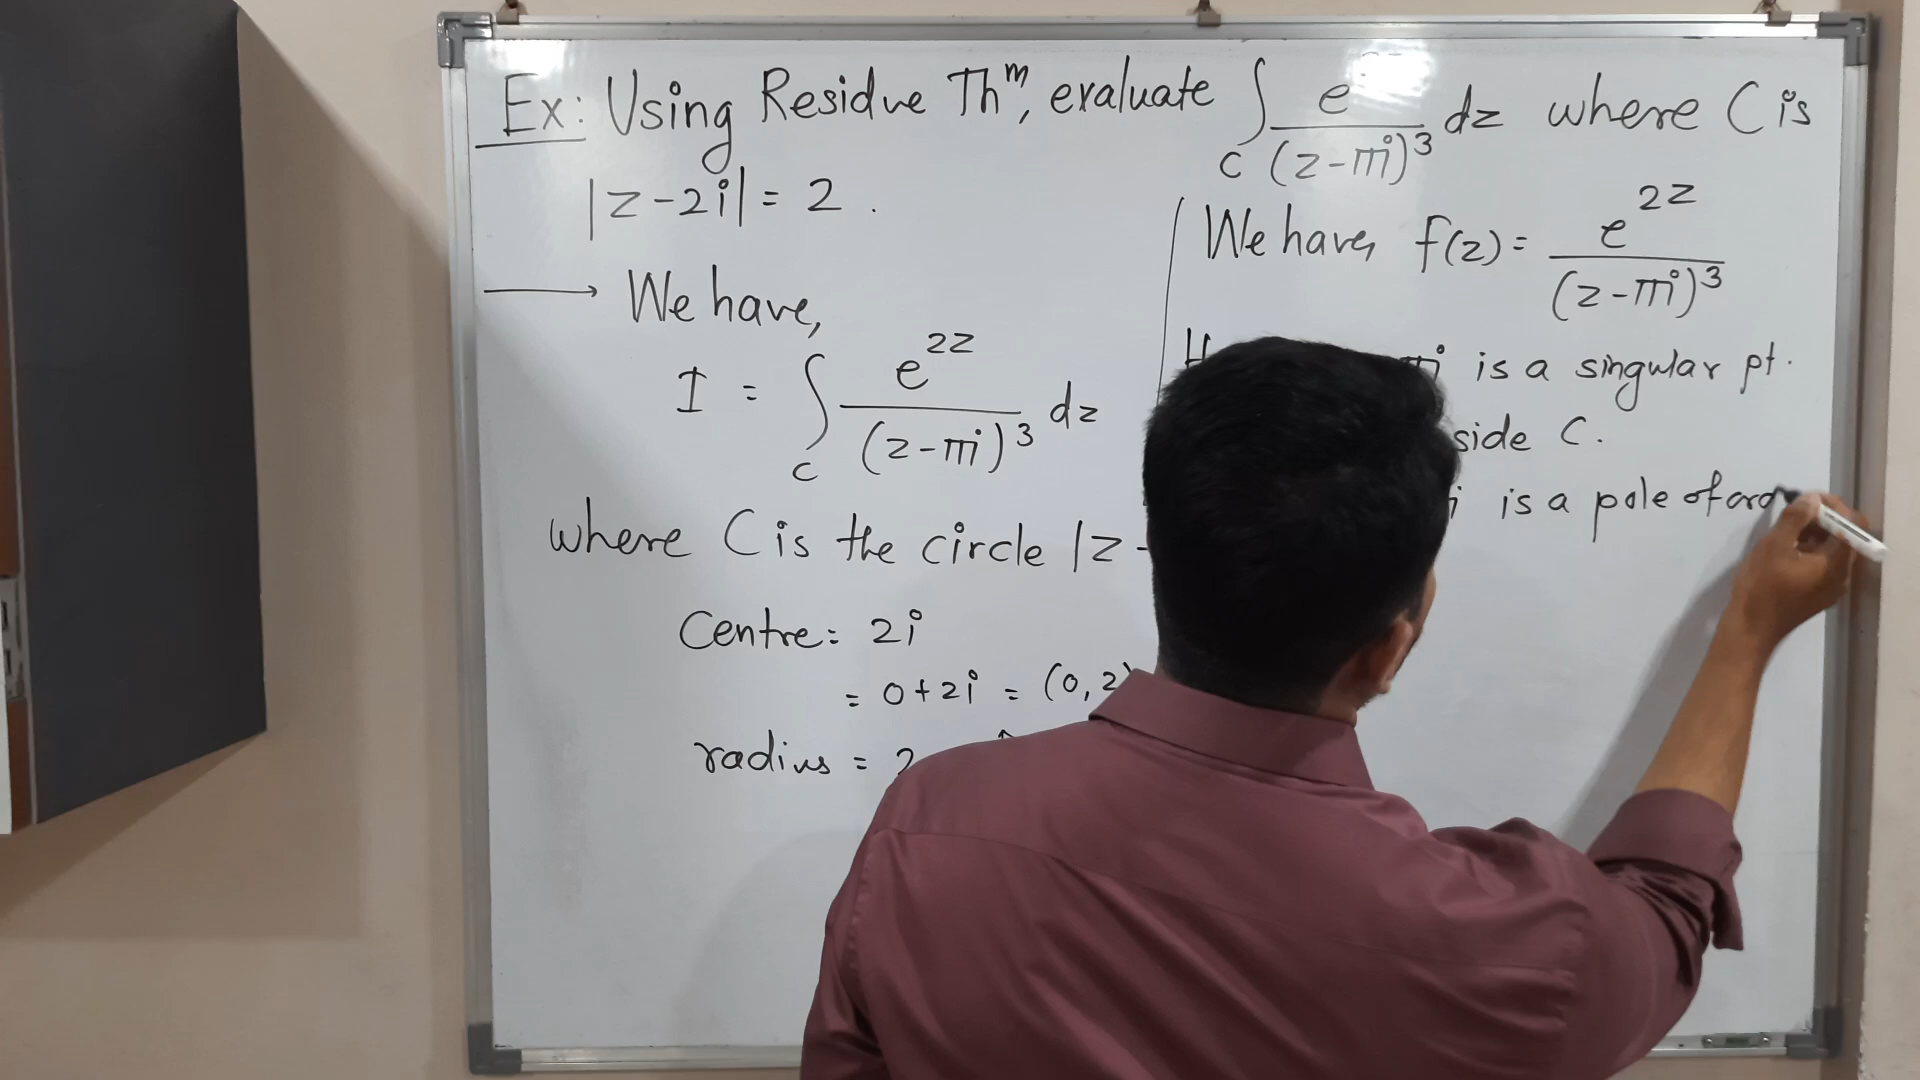 Ex: Using Residue Thᵐ, evaluate ∫_C e/(z-πi)³ dz where C is
|z-2i| = 2.
→ We have,
I = ∫_C e^{2z}/(z-πi)³ dz
where C is the circle |z-
Centre: 2i
= 0+2i = (0,2)
radius = 2
We have, f(z) = e^{2z}/(z-πi)³
πi is a singular pt.
side C.
i is a pole of ord